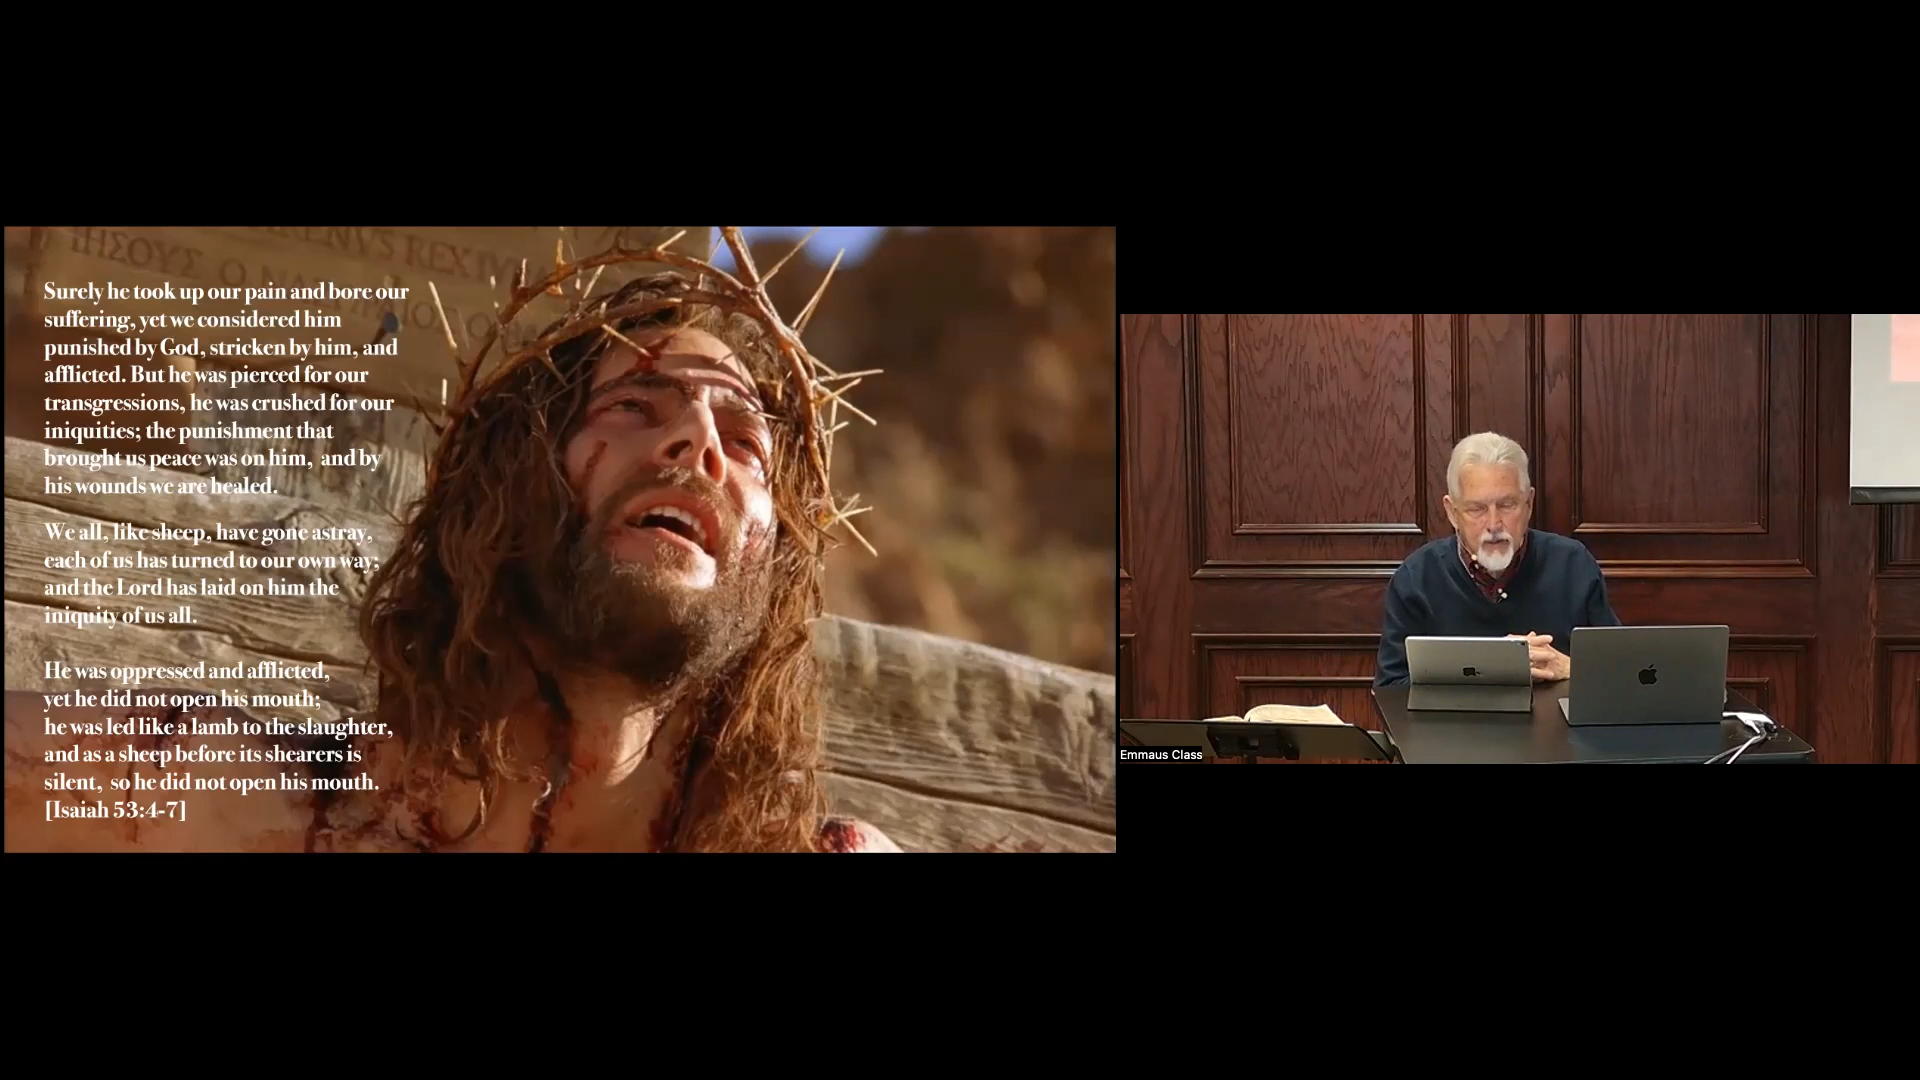 ΙΗΣΟΥΣ Ο ΝΑΖ
REX IV
Surely he took up our pain and bore our
suffering, yet we considered him
punished by God, stricken by him, and
afflicted. But he was pierced for our
transgressions, he was crushed for our
iniquities; the punishment that
brought us peace was on him, and by
his wounds we are healed.
We all, like sheep, have gone astray,
each of us has turned to our own way;
and the Lord has laid on him the
iniquity of us all.
He was oppressed and afflicted,
yet he did not open his mouth;
he was led like a lamb to the slaughter,
and as a sheep before its shearers is
silent, so he did not open his mouth.
[Isaiah 53:4-7]
Emmaus Class